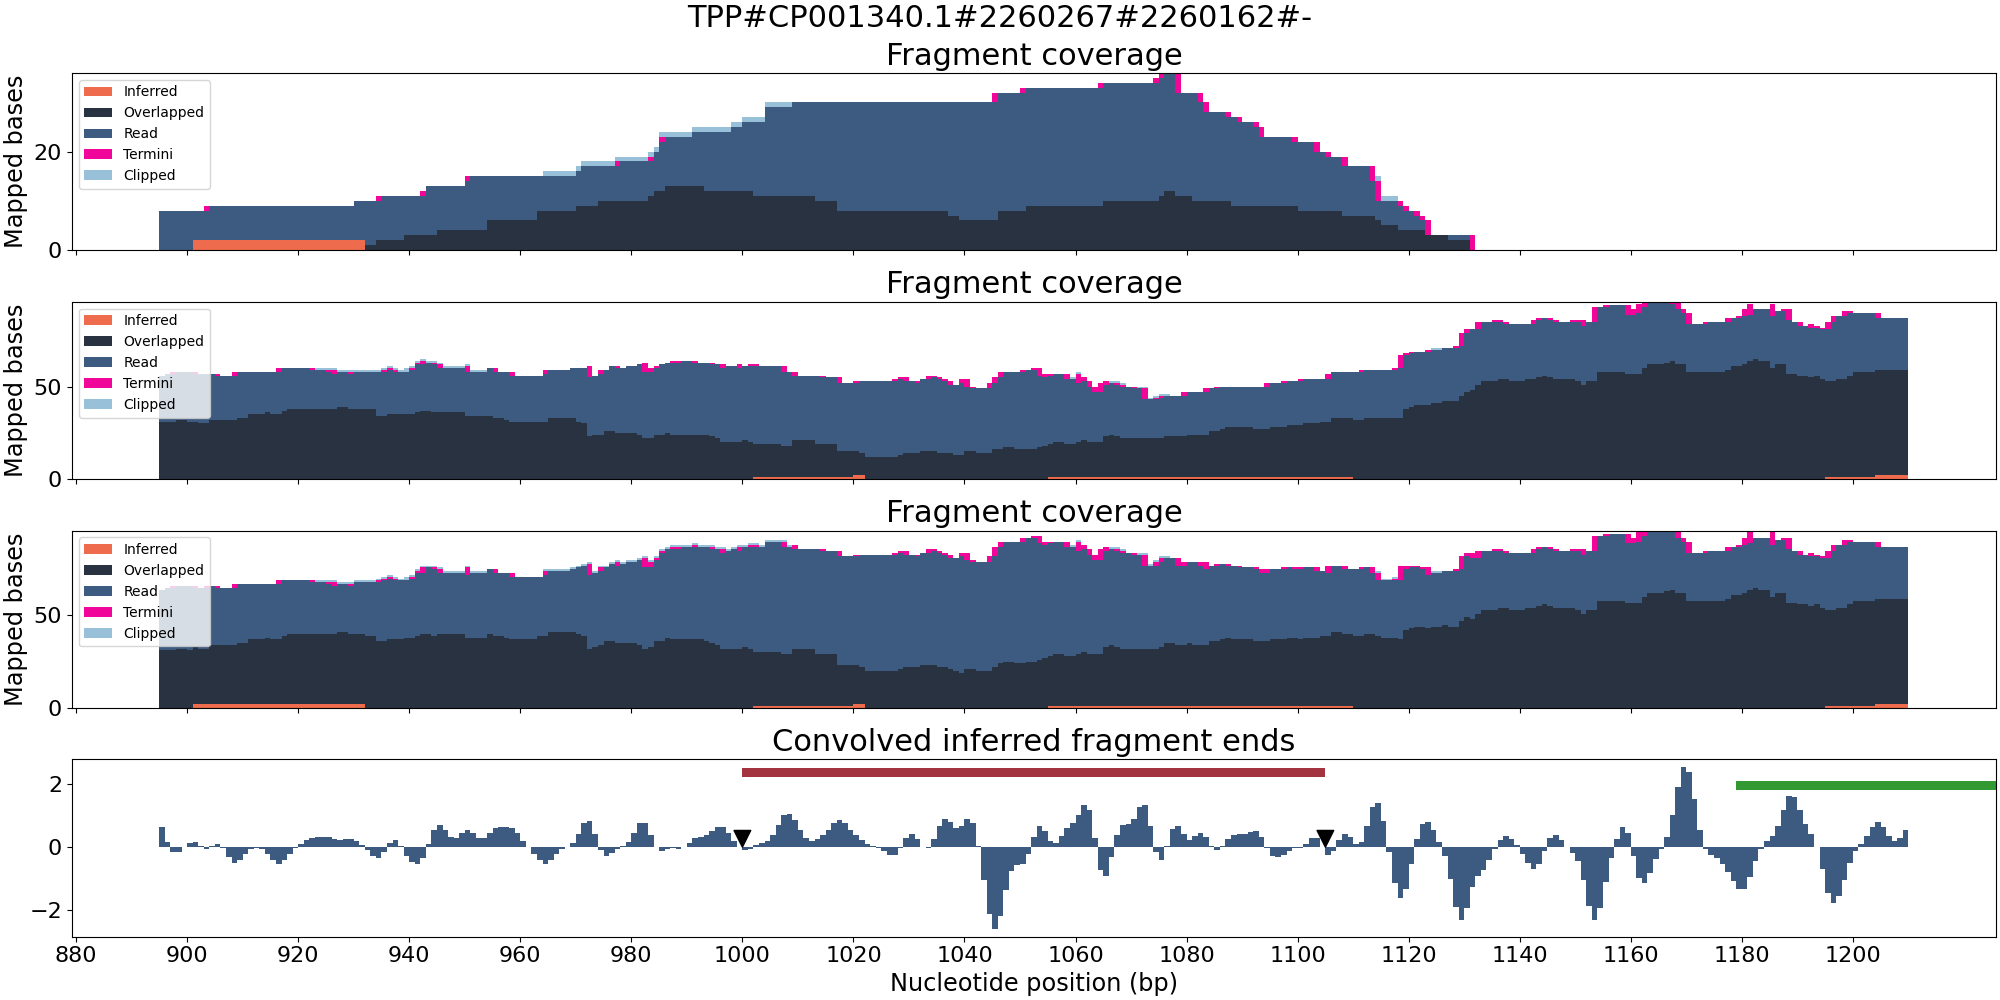 TPP#CP001340.1#2260267#2260162#-
Fragment coverage
Mapped bases
20
0
Inferred
Overlapped
Read
Termini
Clipped
Fragment coverage
Mapped bases
50
0
Inferred
Overlapped
Read
Termini
Clipped
Fragment coverage
Mapped bases
50
0
Inferred
Overlapped
Read
Termini
Clipped
Convolved inferred fragment ends
2
0
−2
880 900 920 940 960 980 1000 1020 1040 1060 1080 1100 1120 1140 1160 1180 1200
Nucleotide position (bp)